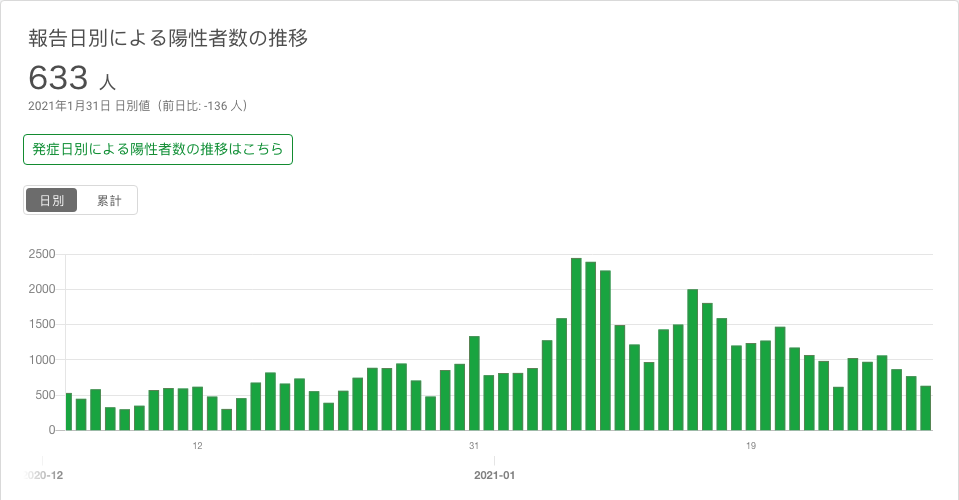 報告日別による陽性者数の推移
633 人
2021年1月31日 日別値（前日比: -136 人）
発症日別による陽性者数の推移はこちら
日別 累計
2500
2000
1500
1000
500
0
12 31 19
2020-12 2021-01